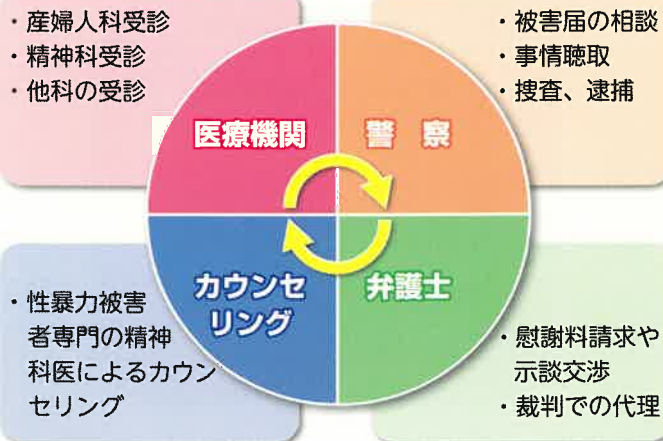 ・産婦人科受診
・精神科受診
・他科の受診
・被害届の相談
・事情聴取
・捜査、逮捕
医療機関
警 察
カウンセ
リング
弁護士
・性暴力被害
者専門の精神
科医によるカウン
セリング
・慰謝料請求や
示談交渉
・裁判での代理